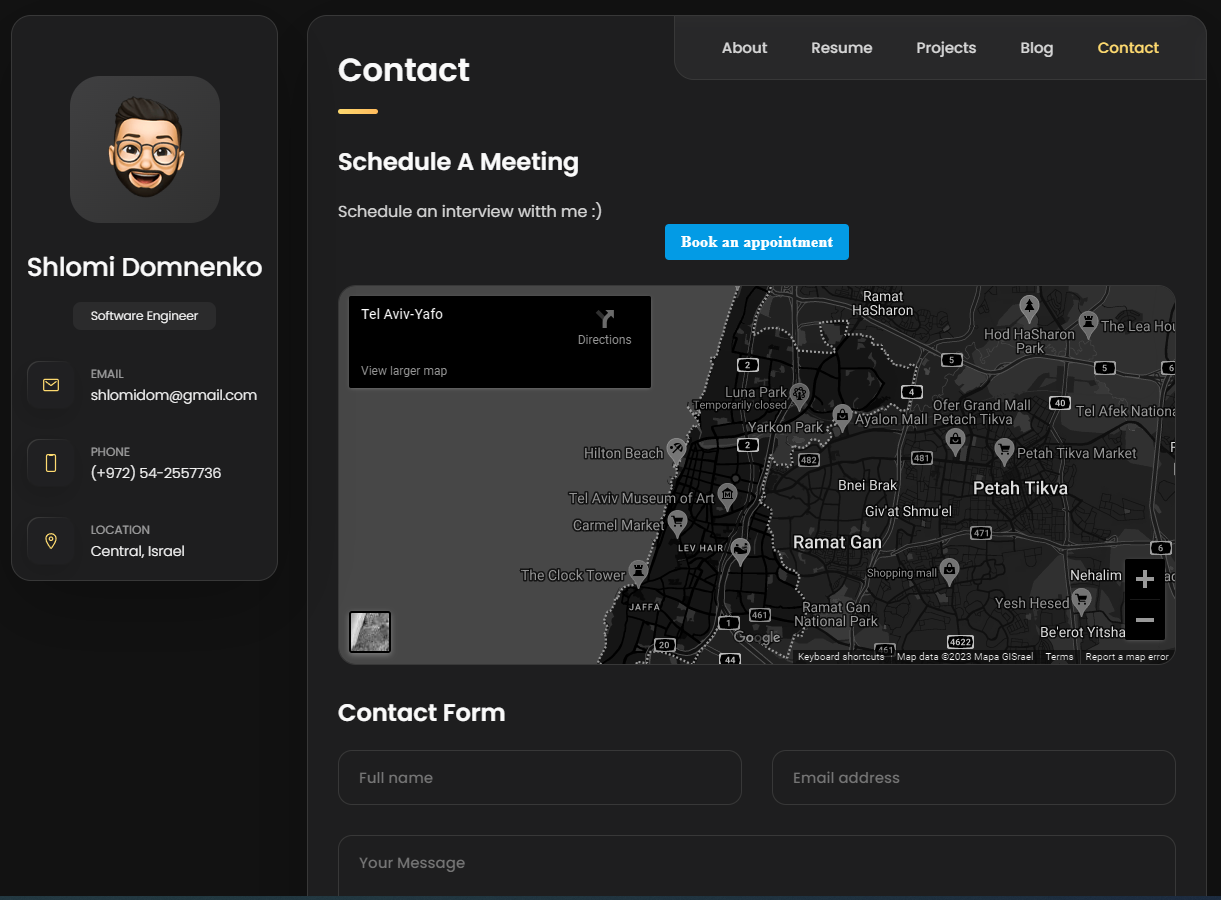 Shlomi Domnenko
Software Engineer
EMAIL
shlomidom@gmail.com
PHONE
(+972) 54-2557736
LOCATION
Central, Israel
About
Resume
Projects
Blog
Contact
Contact
Schedule A Meeting
Schedule an interview witth me :)
Book an appointment
Tel Aviv-Yafo
Directions
View larger map
Ramat
HaSharon
Hod HaSharon
Park
The Lea Hou
5
2
5
6
4
Luna Park
Temporarily closed
40
Ofer Grand Mall
Petach Tikva
Tel Afek Nationa
Ayalon Mall
Yarkon Park
2
Hilton Beach
482
481
Petah Tikva Market
Bnei Brak
Petah Tikva
Tel Aviv Museum of Art
Giv'at Shmu'el
Carmel Market
471
Ramat Gan
LEV HAIR
6
The Clock Tower
Shopping mall
Nehalim
Yesh Hesed
JAFFA
Ramat Gan
National Park
461
1
Be'erot Yitsha
Google
20
4622
461
44
Keyboard shortcuts
Map data ©2023 Mapa GISrael
Terms
Report a map error
Contact Form
Full name
Email address
Your Message